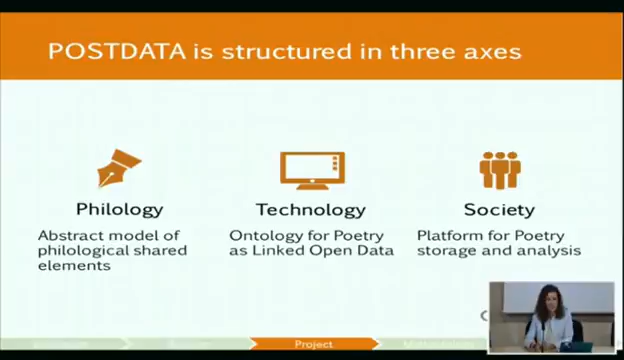 POSTDATA is structured in three axes
Philology
Abstract model of
philological shared
elements
Technology
Ontology for Poetry
as Linked Open Data
Society
Platform for Poetry
storage and analysis
Project